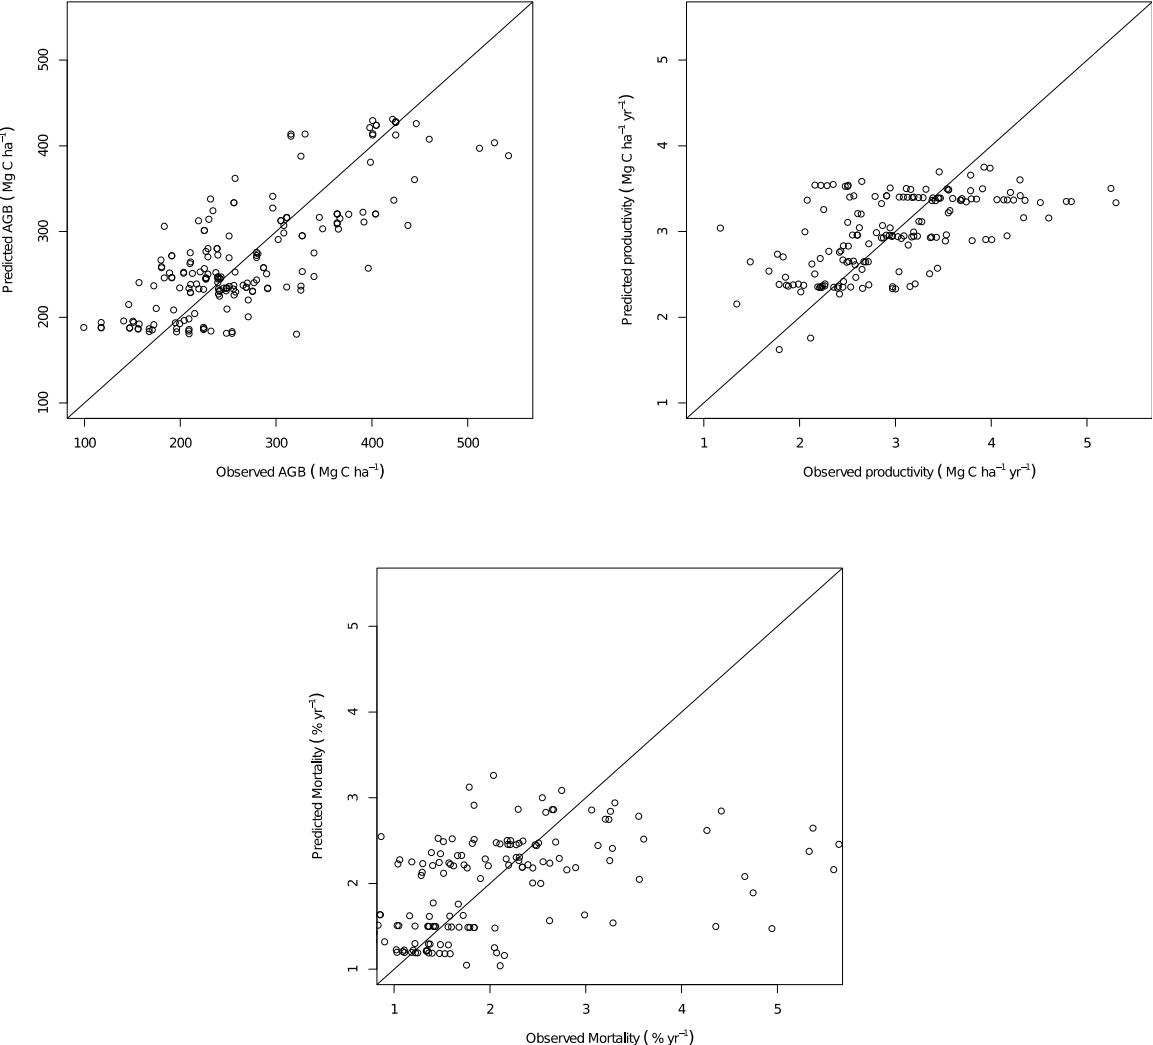 Predicted AGB ( Mg C ha⁻¹)
500
400
300
200
100
100 200 300 400 500
Observed AGB ( Mg C ha⁻¹)
Predicted productivity ( Mg C ha⁻¹ yr⁻¹)
5
4
3
2
1
1 2 3 4 5
Observed productivity ( Mg C ha⁻¹ yr⁻¹)
Predicted Mortality ( % yr⁻¹)
5
4
3
2
1
1 2 3 4 5
Observed Mortality ( % yr⁻¹)